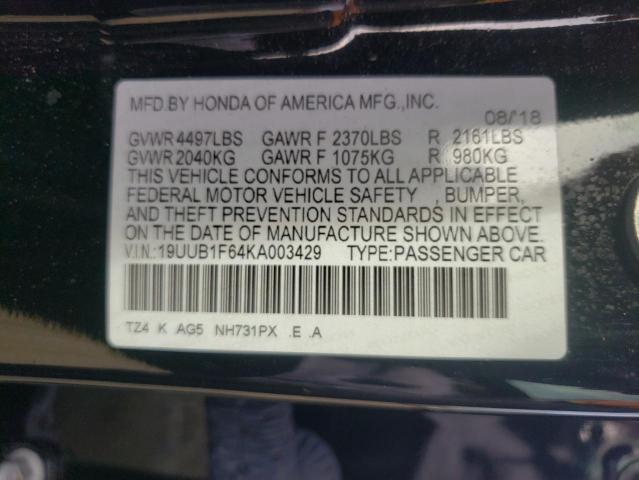 MFD.BY HONDA OF AMERICA MFG.,INC.
08/'18
GVWR 4497LBS GAWR F 2370LBS R 2161LBS
GVWR 2040KG GAWR F 1075KG R 980KG
THIS VEHICLE CONFORMS TO ALL APPLICABLE
FEDERAL MOTOR VEHICLE SAFETY , BUMPER,
AND THEFT PREVENTION STANDARDS IN EFFECT
ON THE DATE OF MANUFACTURE SHOWN ABOVE.
V.I.N.:19UUB1F64KA003429 TYPE:PASSENGER CAR
TZ4 K AG5 NH731PX .E .A